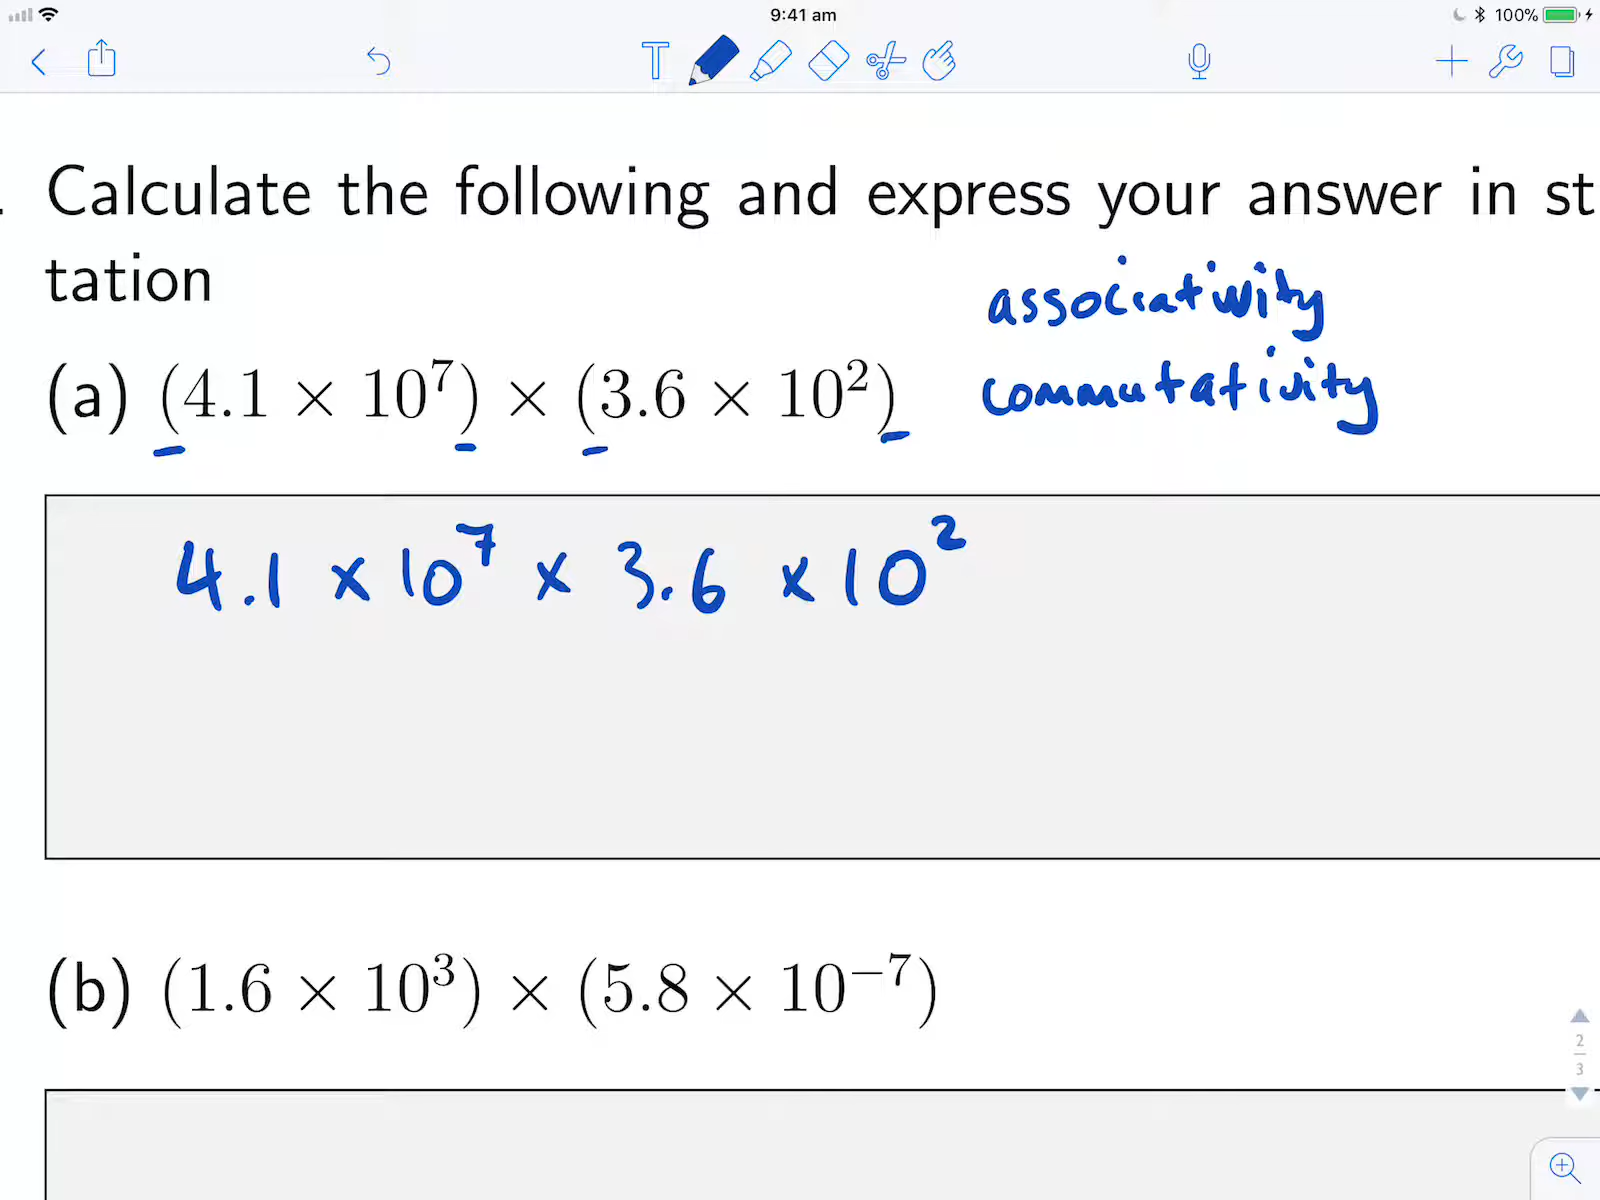 9:41 am
100%
T
. Calculate the following and express your answer in st
tation
associativity
commutativity
(a) (4.1 × 10⁷) × (3.6 × 10²)
4.1 × 10⁷ × 3.6 × 10²
(b) (1.6 × 10³) × (5.8 × 10⁻⁷)
2
3